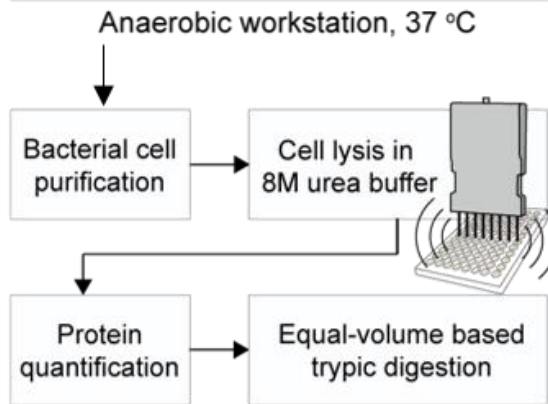 Anaerobic workstation, 37 °C
Bacterial cell
purification
Cell lysis in
8M urea buffer
Protein
quantification
Equal-volume based
trypic digestion